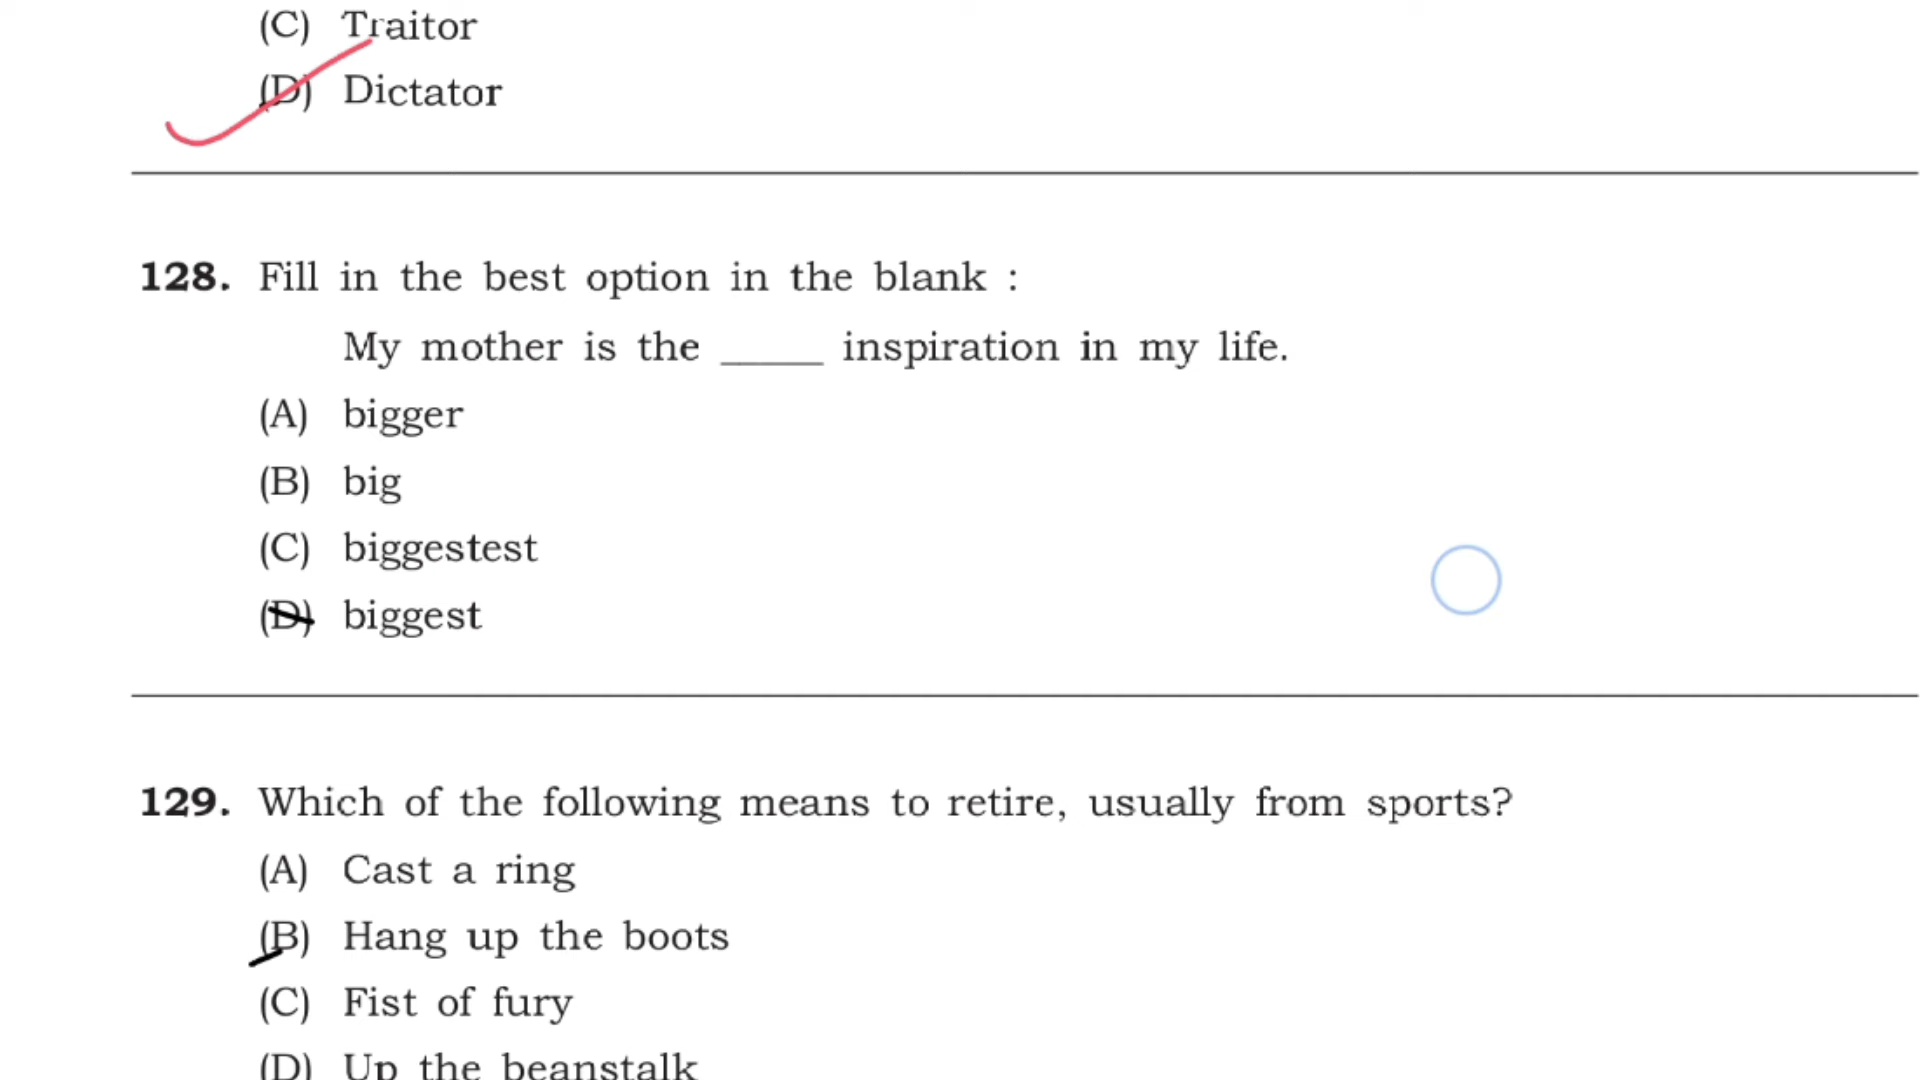 (C) Traitor
(D) Dictator
128. Fill in the best option in the blank :
My mother is the _____ inspiration in my life.
(A) bigger
(B) big
(C) biggestest
(D) biggest
129. Which of the following means to retire, usually from sports?
(A) Cast a ring
(B) Hang up the boots
(C) Fist of fury
(D) Up the beanstalk